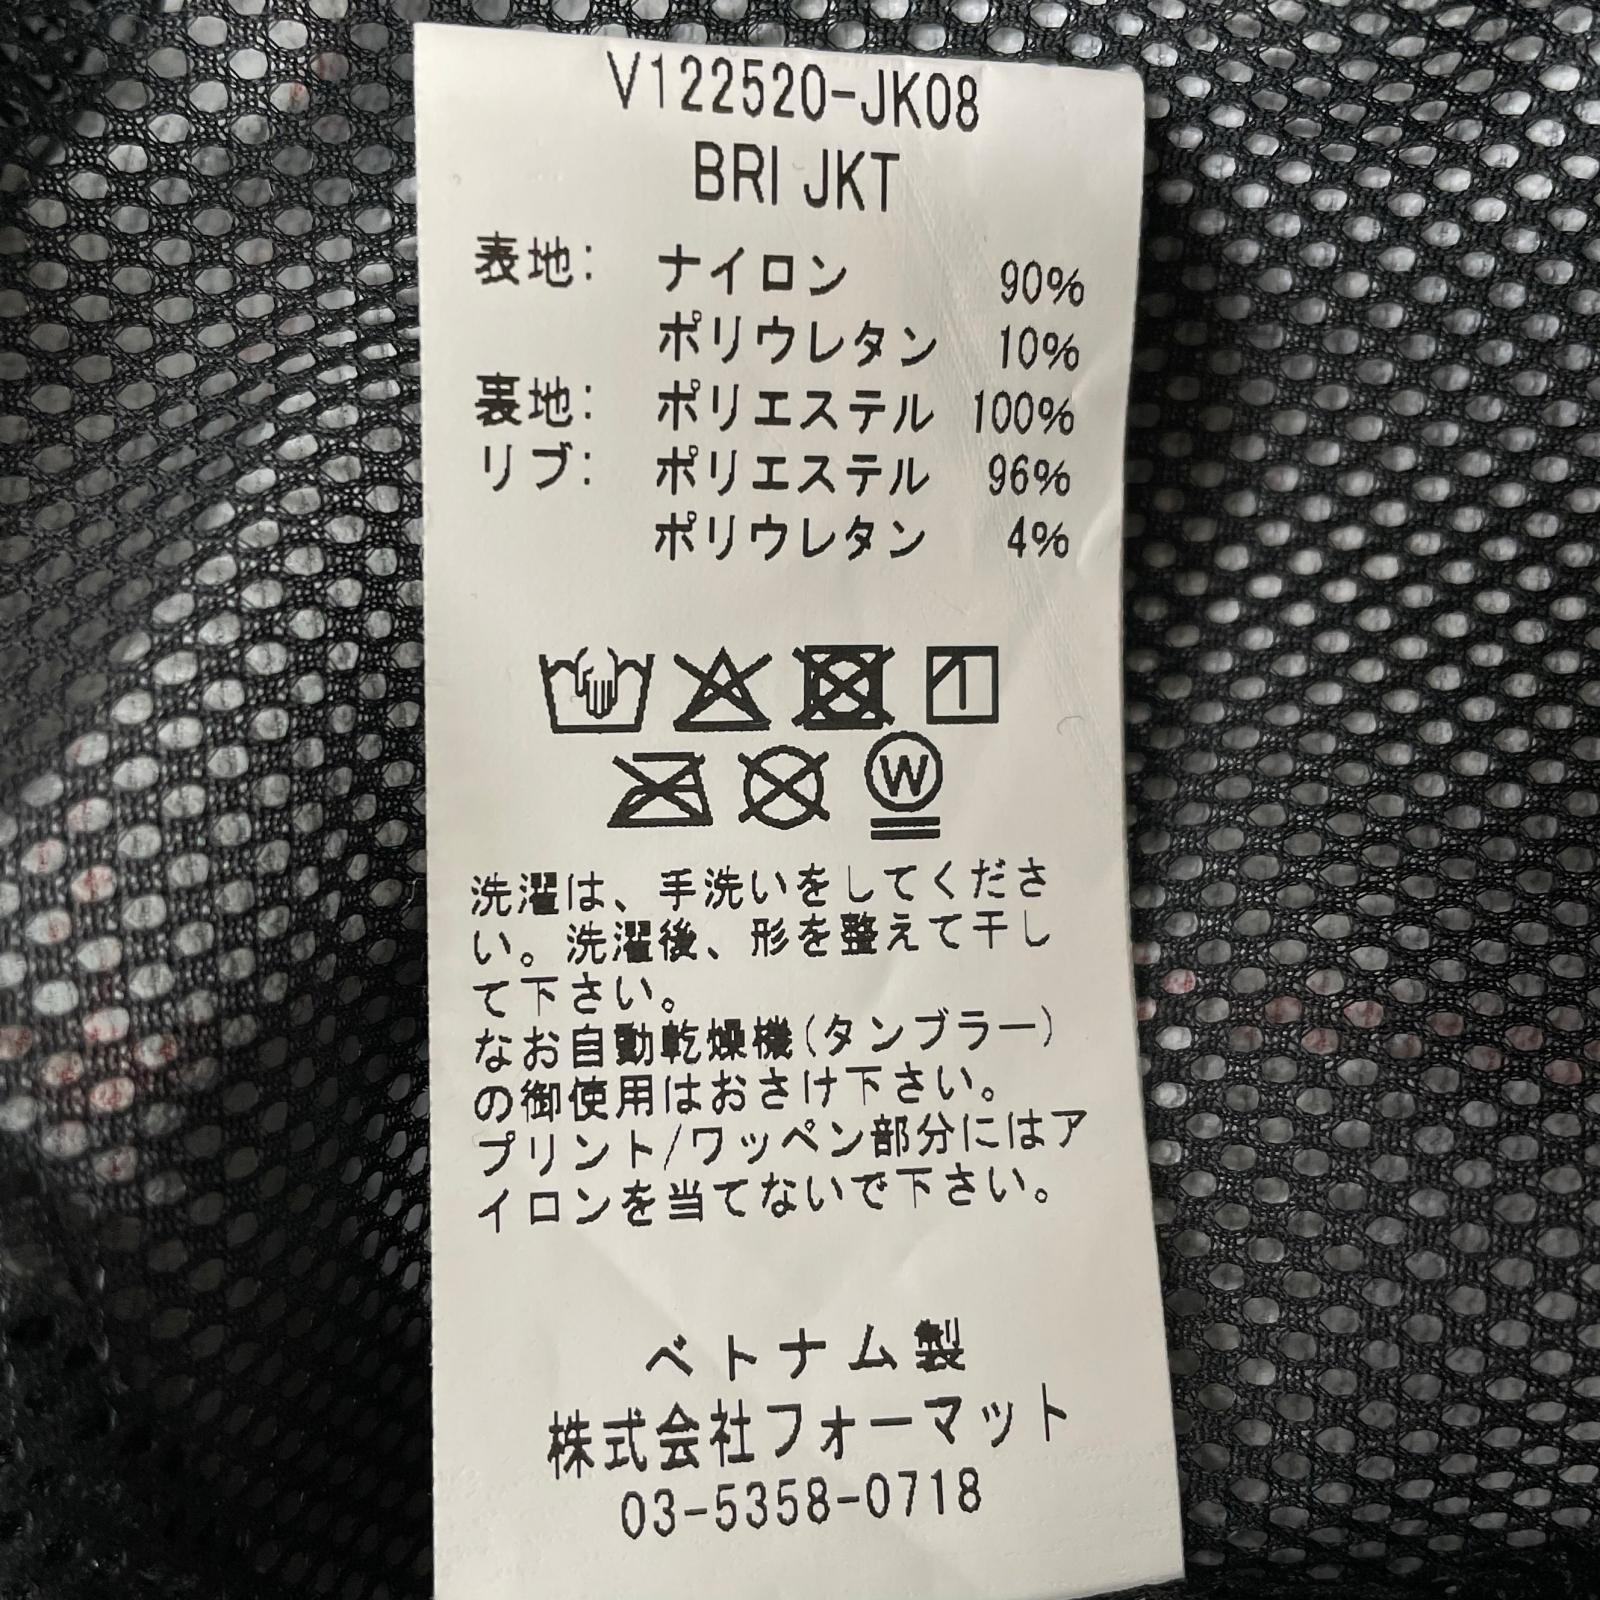 V122520-JK08
BRI JKT
表地: ナイロン 90%
ポリウレタン 10%
裏地: ポリエステル 100%
リブ: ポリエステル 96%
ポリウレタン 4%
W
洗濯は、手洗いをしてくださ
い。洗濯後、形を整えて干し
て下さい。
なお自動乾燥機(タンブラー)
の御使用はおさけ下さい。
プリント/ワッペン部分にはア
イロンを当てないで下さい。
ベトナム製
株式会社フォーマット
03-5358-0718